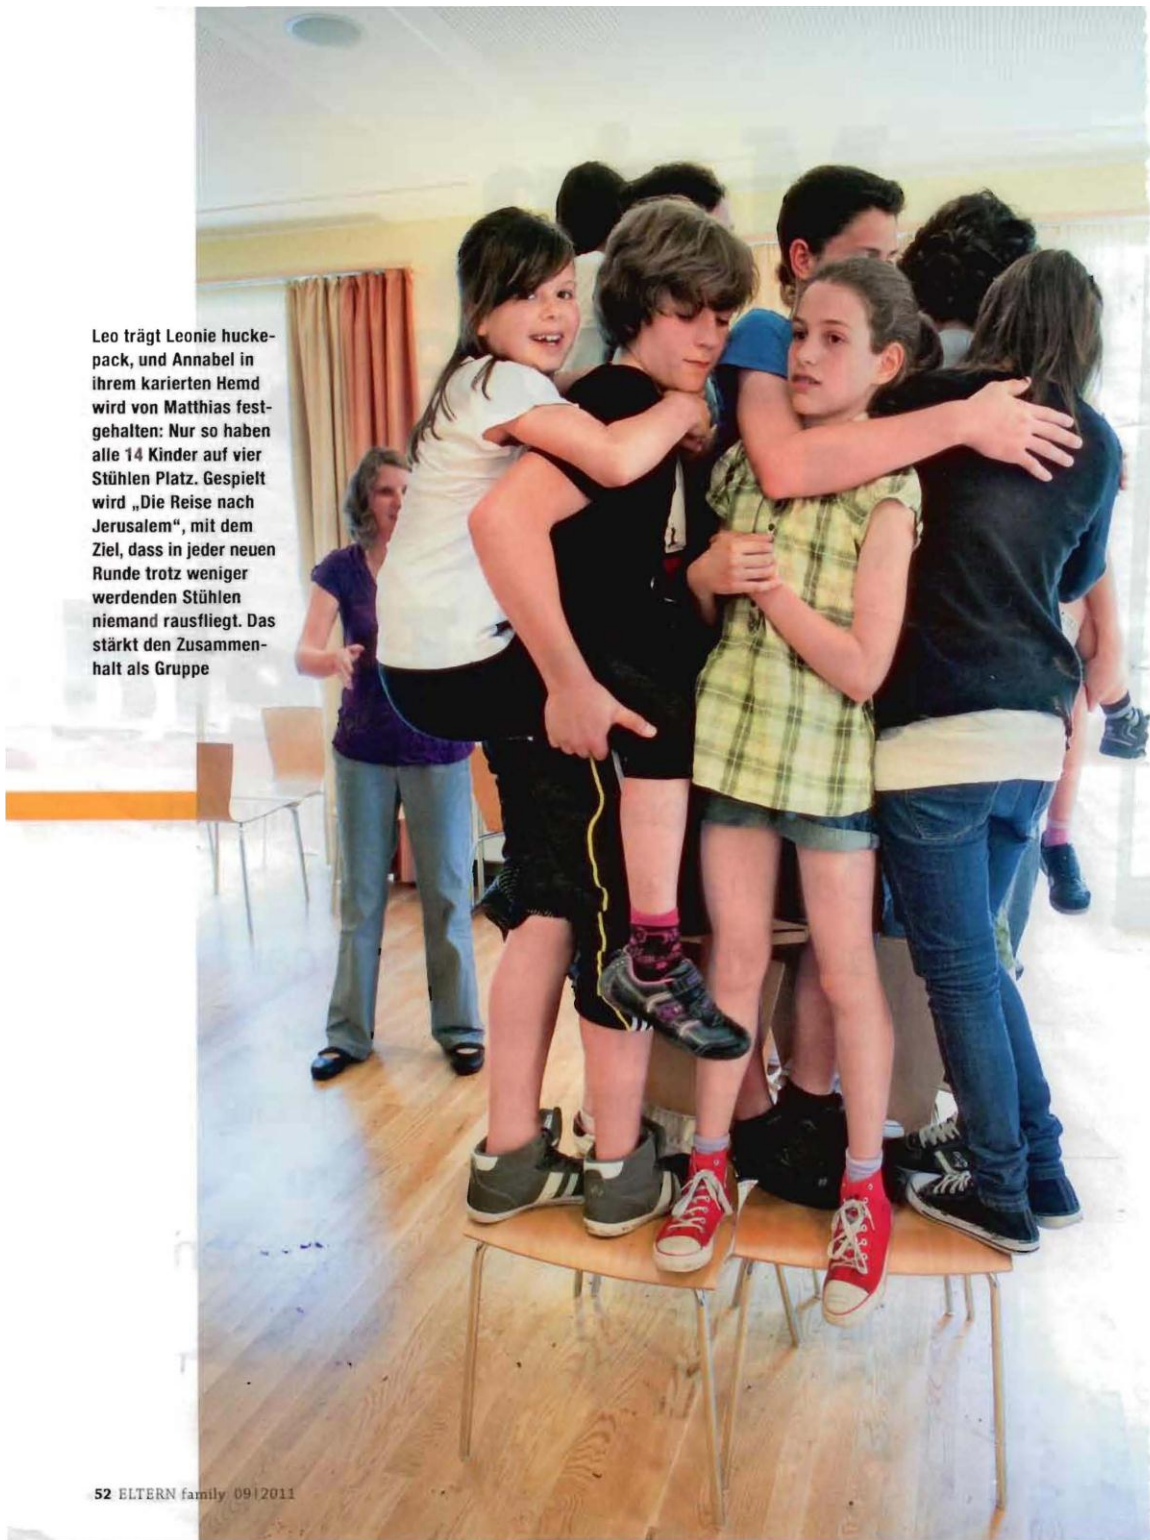 Leo trägt Leonie hucke-
pack, und Annabel in
ihrem karierten Hemd
wird von Matthias fest-
gehalten: Nur so haben
alle 14 Kinder auf vier
Stühlen Platz. Gespielt
wird „Die Reise nach
Jerusalem“, mit dem
Ziel, dass in jeder neuen
Runde trotz weniger
werdenden Stühlen
niemand rausfliegt. Das
stärkt den Zusammen-
halt als Gruppe
52 ELTERN family 09|2011